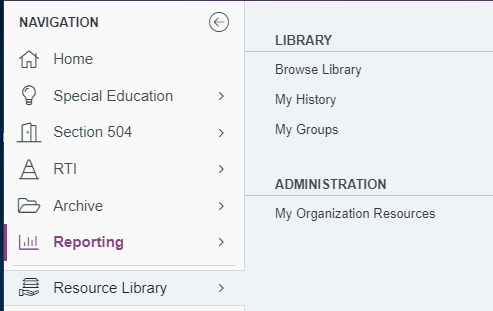 NAVIGATION
Home
Special Education
Section 504
RTI
Archive
Reporting
Resource Library
LIBRARY
Browse Library
My History
My Groups
ADMINISTRATION
My Organization Resources